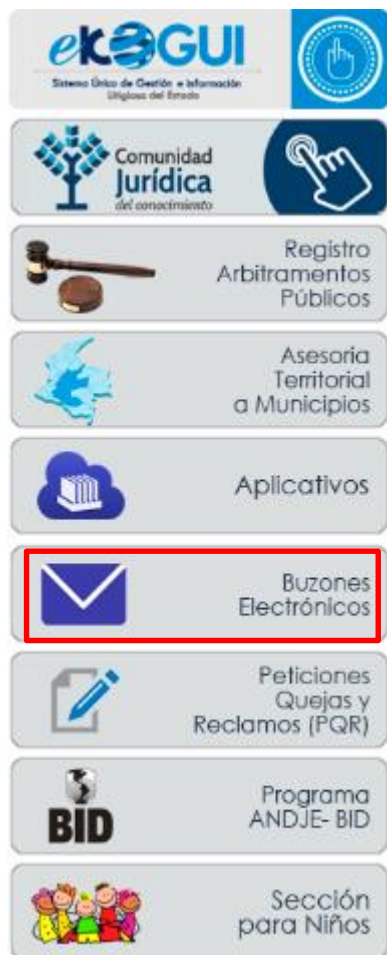 eKOGUI
Sistema Único de Gestión e Información
Litigiosa del Estado
Comunidad
Jurídica
del conocimiento
Registro
Arbitramentos
Públicos
Asesoria
Territorial
a Municipios
Aplicativos
Buzones
Electrónicos
Peticiones
Quejas y
Reclamos (PQR)
BID
Programa
ANDJE- BID
Sección
para Niños